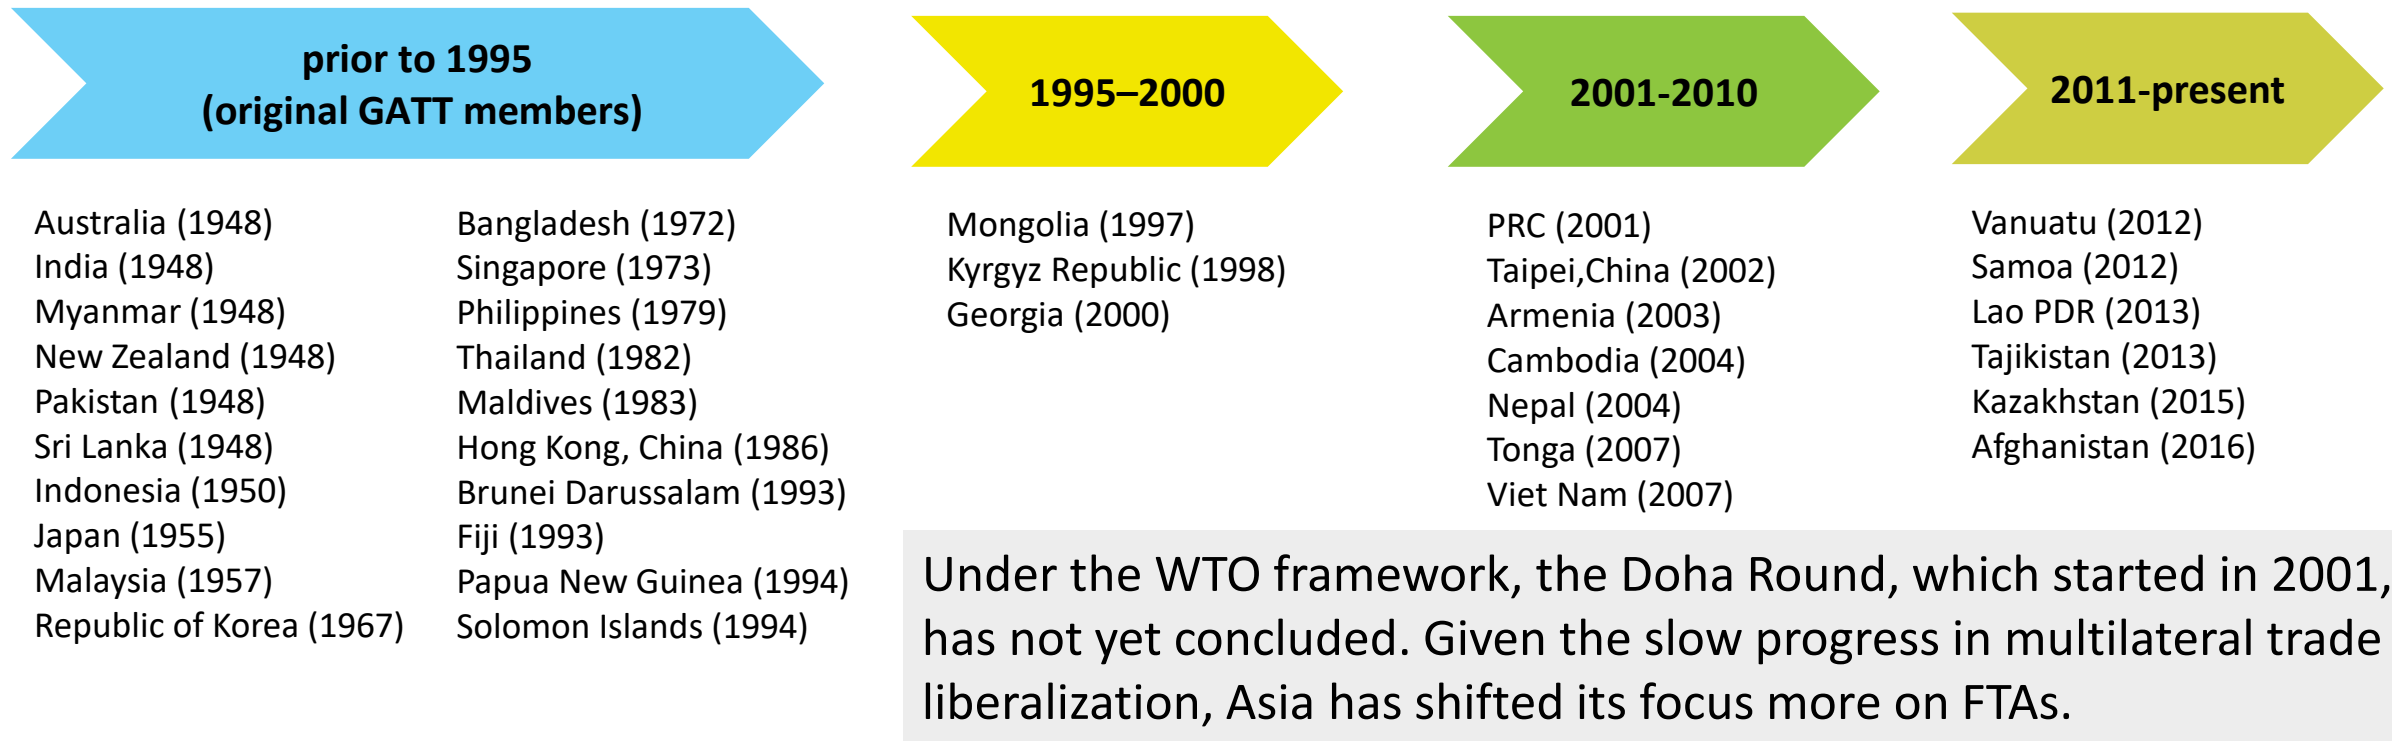 prior to 1995
(original GATT members)
Australia (1948)
India (1948)
Myanmar (1948)
New Zealand (1948)
Pakistan (1948)
Sri Lanka (1948)
Indonesia (1950)
Japan (1955)
Malaysia (1957)
Republic of Korea (1967)
Bangladesh (1972)
Singapore (1973)
Philippines (1979)
Thailand (1982)
Maldives (1983)
Hong Kong, China (1986)
Brunei Darussalam (1993)
Fiji (1993)
Papua New Guinea (1994)
Solomon Islands (1994)
1995–2000
Mongolia (1997)
Kyrgyz Republic (1998)
Georgia (2000)
2001-2010
PRC (2001)
Taipei,China (2002)
Armenia (2003)
Cambodia (2004)
Nepal (2004)
Tonga (2007)
Viet Nam (2007)
2011-present
Vanuatu (2012)
Samoa (2012)
Lao PDR (2013)
Tajikistan (2013)
Kazakhstan (2015)
Afghanistan (2016)
Under the WTO framework, the Doha Round, which started in 2001,
has not yet concluded. Given the slow progress in multilateral trade
liberalization, Asia has shifted its focus more on FTAs.